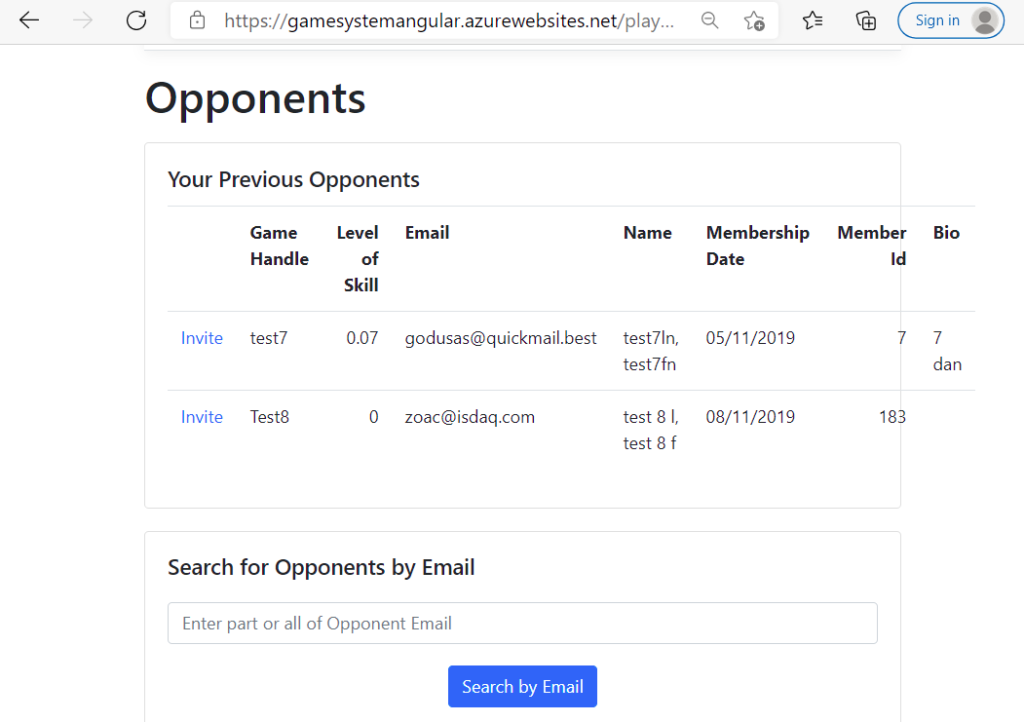 https://gamesystemangular.azurewebsites.net/play...
Sign in
Opponents
Your Previous Opponents
Game Handle Level of Skill Email Name Membership Date Member Id Bio
Invite test7 0.07 godusas@quickmail.best test7ln, test7fn 05/11/2019 7 7 dan
Invite Test8 0 zoac@isdaq.com test 8 l, test 8 f 08/11/2019 183
Search for Opponents by Email
Enter part or all of Opponent Email
Search by Email